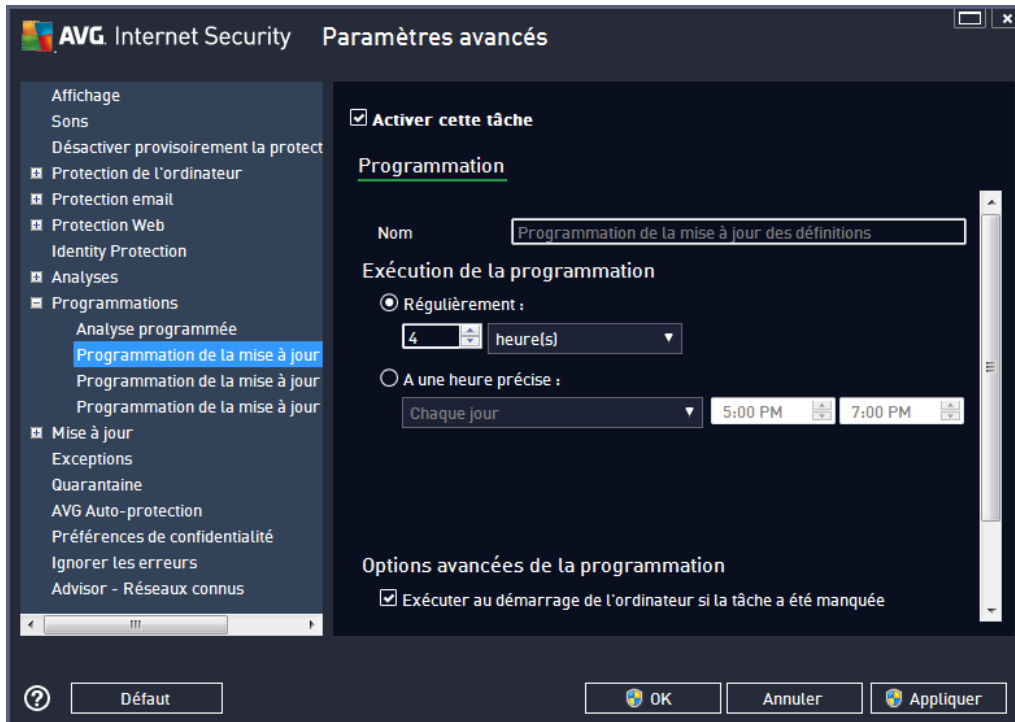 AVG. Internet Security Paramètres avancés
Affichage
Sons
Désactiver provisoirement la protect
Protection de l'ordinateur
Protection email
Protection Web
Identity Protection
Analyses
Programmations
Analyse programmée
Programmation de la mise à jour
Programmation de la mise à jour
Programmation de la mise à jour
Mise à jour
Exceptions
Quarantaine
AVG Auto-protection
Préférences de confidentialité
Ignorer les erreurs
Advisor - Réseaux connus
Activer cette tâche
Programmation
Nom Programmation de la mise à jour des définitions
Exécution de la programmation
Régulièrement :
4 heure(s)
A une heure précise :
Chaque jour 5:00 PM 7:00 PM
Options avancées de la programmation
Exécuter au démarrage de l'ordinateur si la tâche a été manquée
? Défaut OK Annuler Appliquer